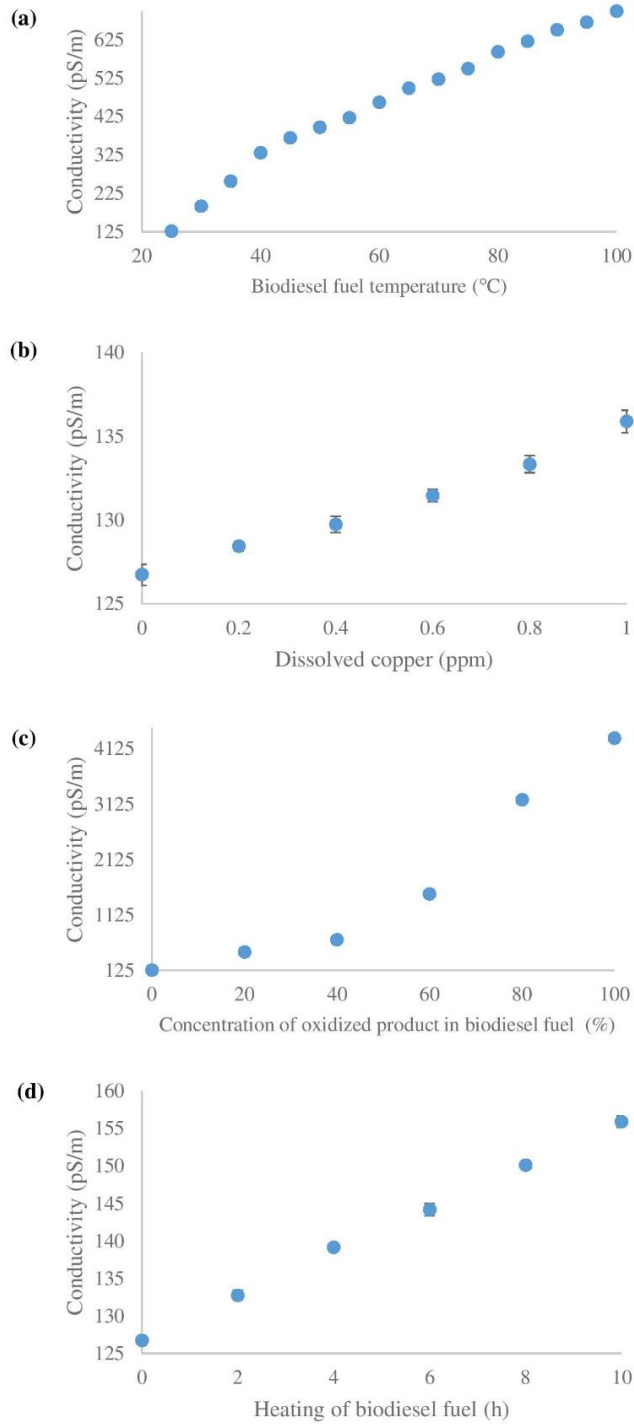 (a)
Conductivity (pS/m)
625
525
425
325
225
125
20 40 60 80 100
Biodiesel fuel temperature (°C)
(b)
Conductivity (pS/m)
140
135
130
125
0 0.2 0.4 0.6 0.8 1
Dissolved copper (ppm)
(c)
Conductivity (pS/m)
4125
3125
2125
1125
125
0 20 40 60 80 100
Concentration of oxidized product in biodiesel fuel (%)
(d)
Conductivity (pS/m)
160
155
150
145
140
135
130
125
0 2 4 6 8 10
Heating of biodiesel fuel (h)